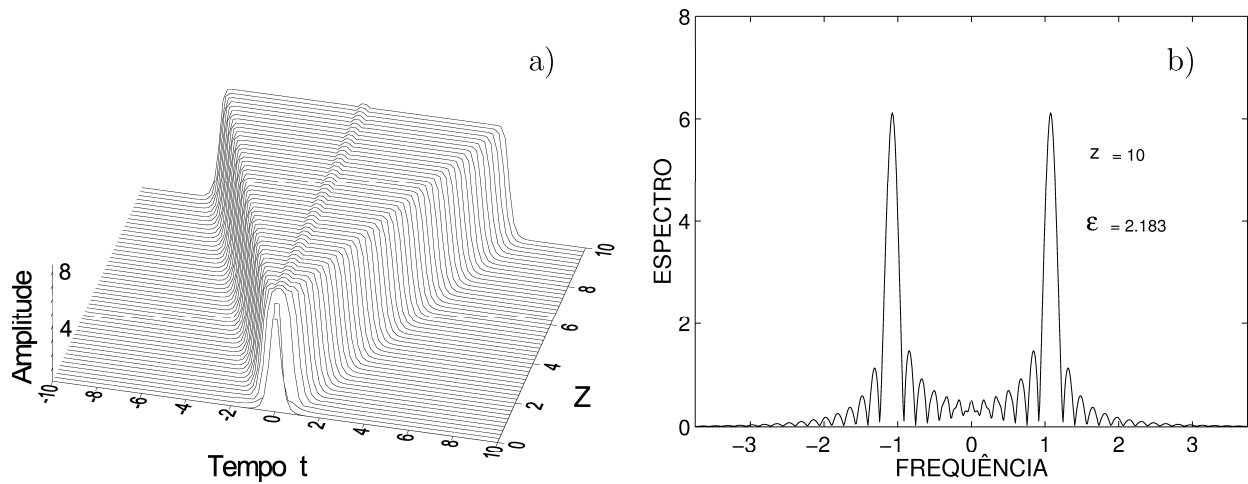 a)
Amplitude
8
4
-10 -8 -6 -4 -2 0 2 4 6 8 10
Tempo t
0 2 4 6 8 10
Z
b)
ESPECTRO
8
6
4
2
0
z = 10
ε = 2.183
−3 −2 −1 0 1 2 3
FREQUÊNCIA